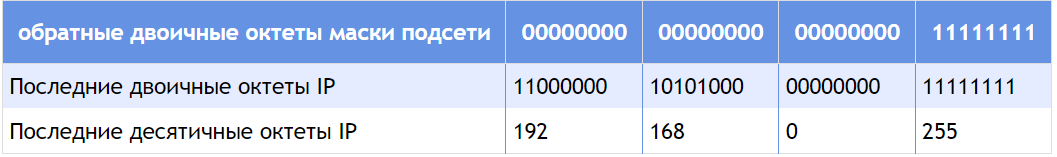 обратные двоичные октеты маски подсети 00000000 00000000 00000000 11111111
Последние двоичные октеты IP 11000000 10101000 00000000 11111111
Последние десятичные октеты IP 192 168 0 255